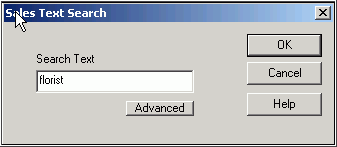 Sales Text Search
OK
Search Text
Cancel
florist
Advanced
Help